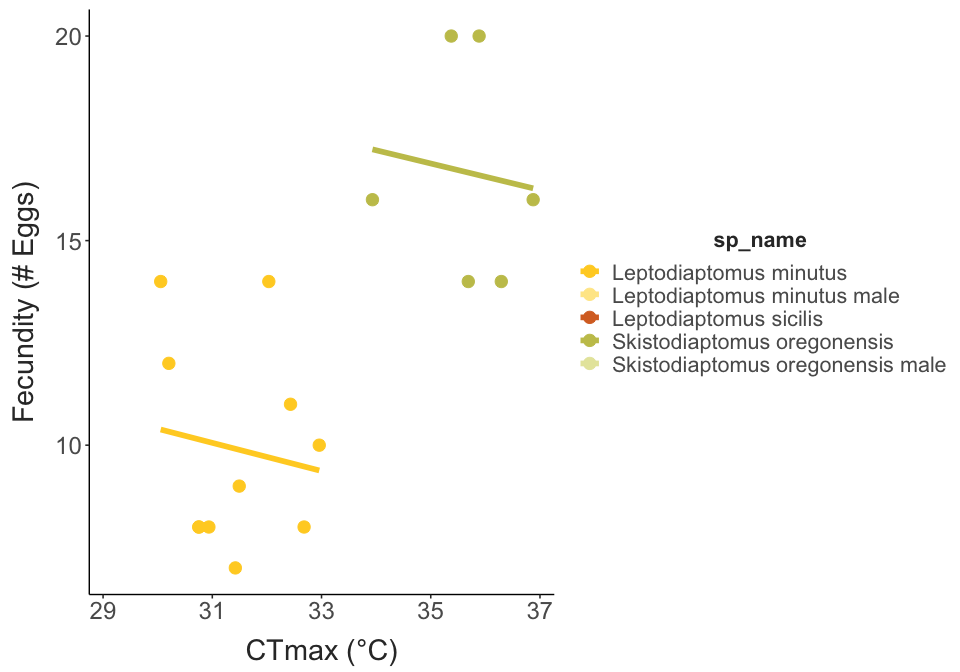 20
15
10
Fecundity (# Eggs)
29 31 33 35 37
CTmax (°C)
sp_name
Leptodiaptomus minutus
Leptodiaptomus minutus male
Leptodiaptomus sicilis
Skistodiaptomus oregonensis
Skistodiaptomus oregonensis male